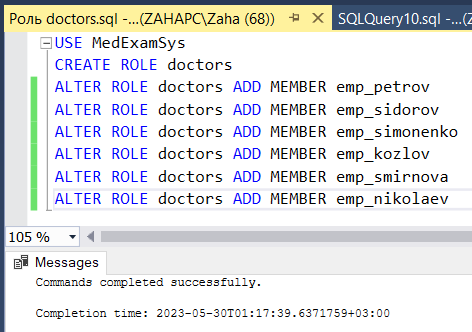 Роль doctors.sql -...(ZAHAPC\Zaha (68))
SQLQuery10.sql -...(Z
USE MedExamSys
CREATE ROLE doctors
ALTER ROLE doctors ADD MEMBER emp_petrov
ALTER ROLE doctors ADD MEMBER emp_sidorov
ALTER ROLE doctors ADD MEMBER emp_simonenko
ALTER ROLE doctors ADD MEMBER emp_kozlov
ALTER ROLE doctors ADD MEMBER emp_smirnova
ALTER ROLE doctors ADD MEMBER emp_nikolaev
105 %
Messages
Commands completed successfully.
Completion time: 2023-05-30T01:17:39.6371759+03:00